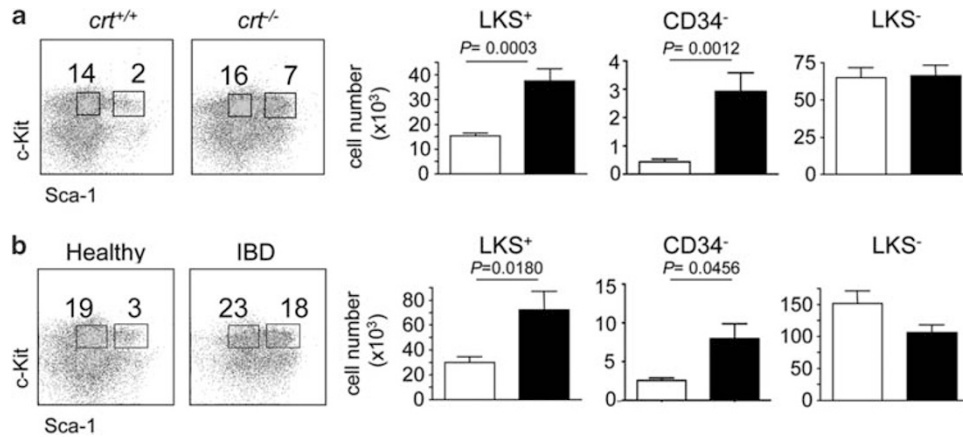 a
crt+/+
crt-/-
14 2
16 7
c-Kit
Sca-1
LKS+
P= 0.0003
cell number
(x10³)
40
30
20
10
0
CD34-
P= 0.0012
4
3
2
1
0
LKS-
75
50
25
0
b
Healthy
IBD
19 3
23 18
c-Kit
Sca-1
LKS+
P=0.0180
cell number
(x10³)
80
60
40
20
0
CD34-
P= 0.0456
10
5
0
LKS-
150
100
50
0